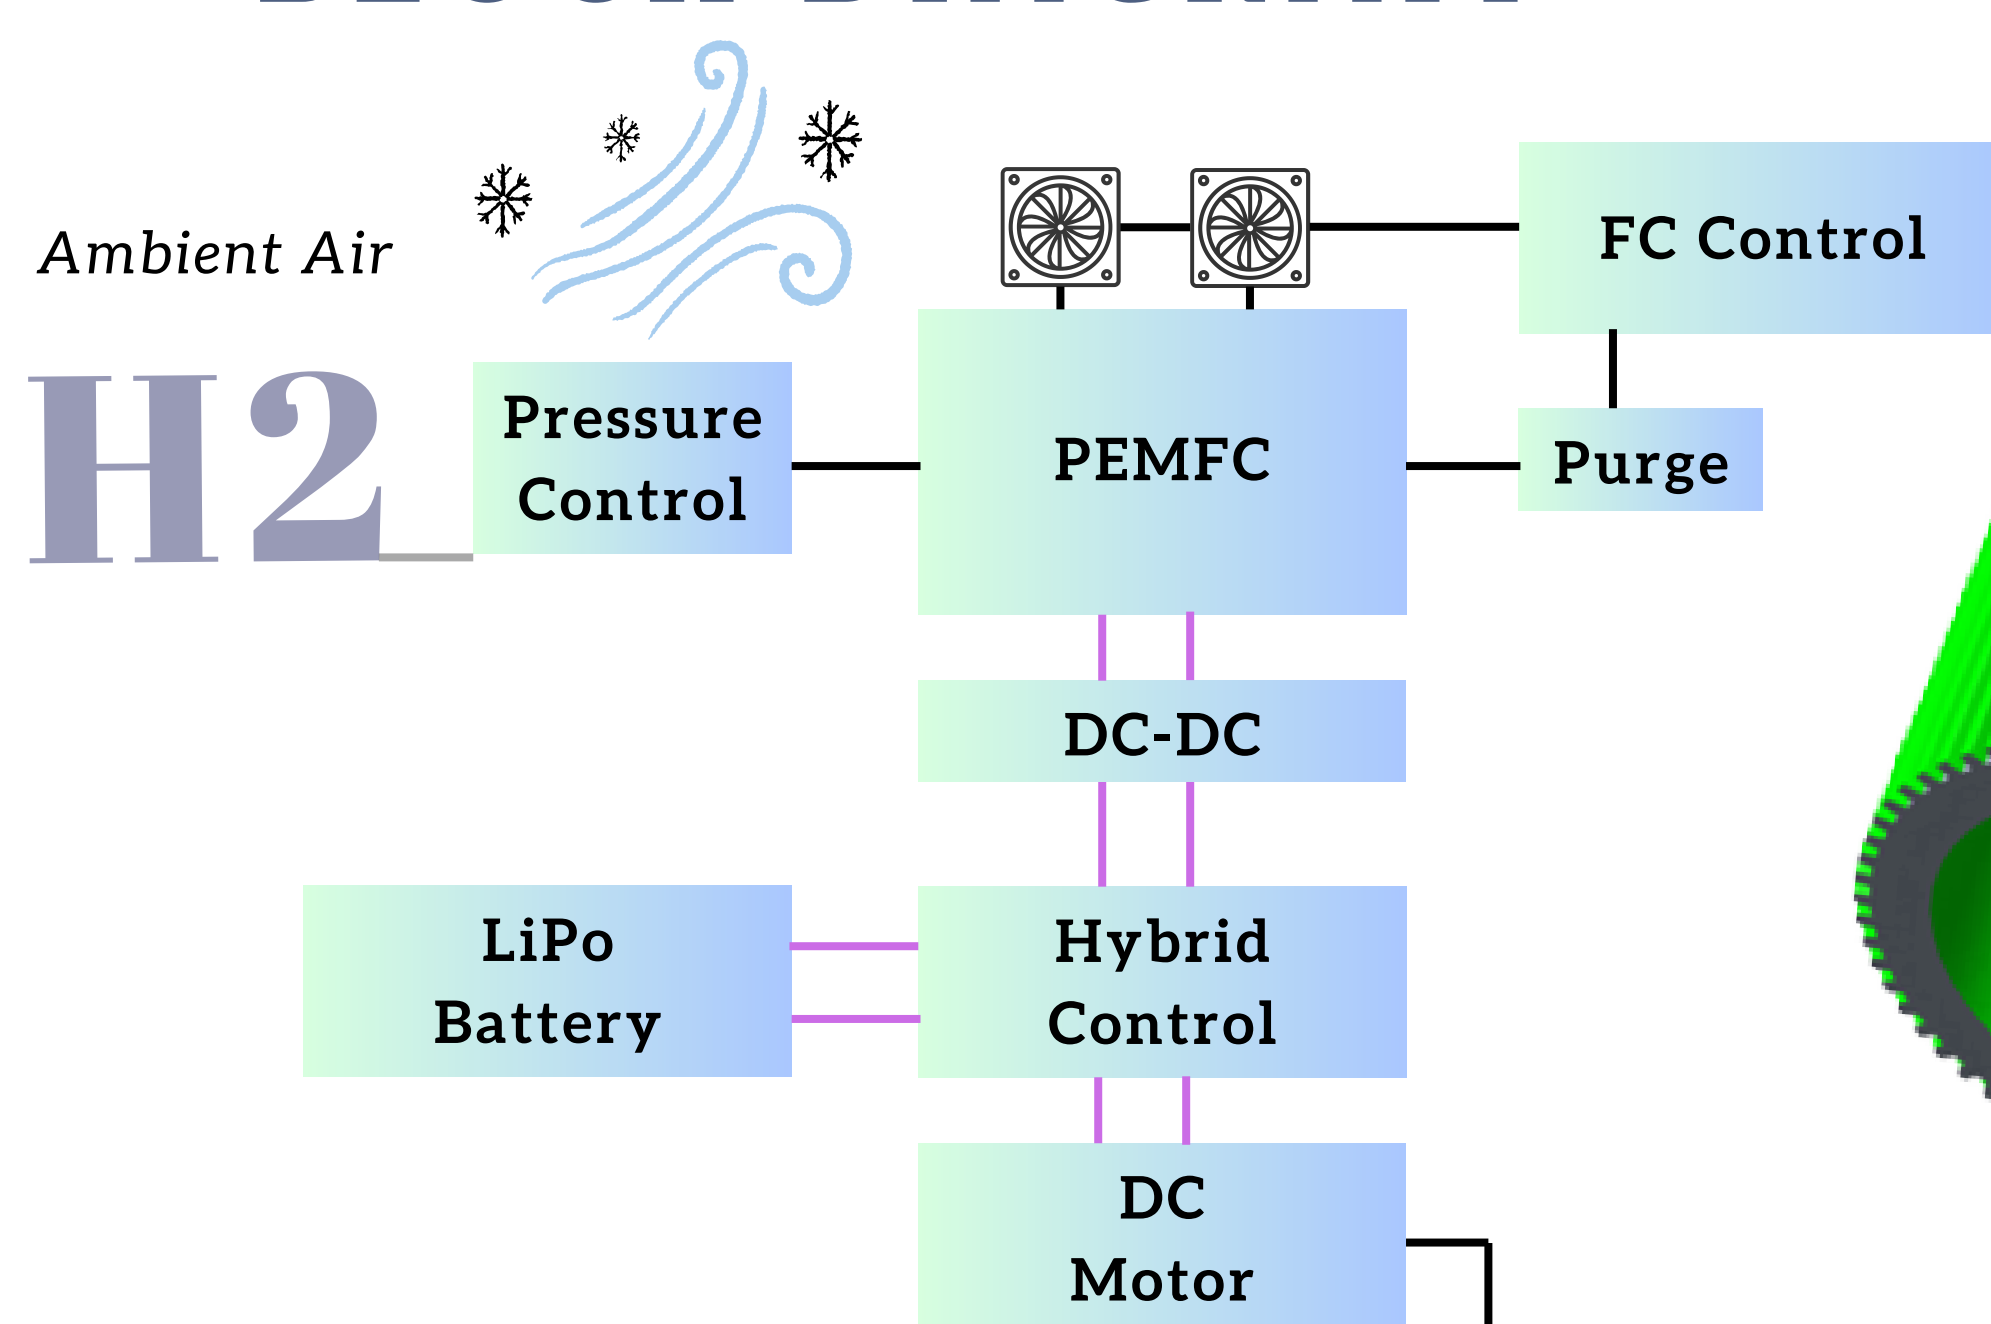 Ambient Air
H2
Pressure
Control
PEMFC
FC Control
Purge
DC-DC
LiPo
Battery
Hybrid
Control
DC
Motor